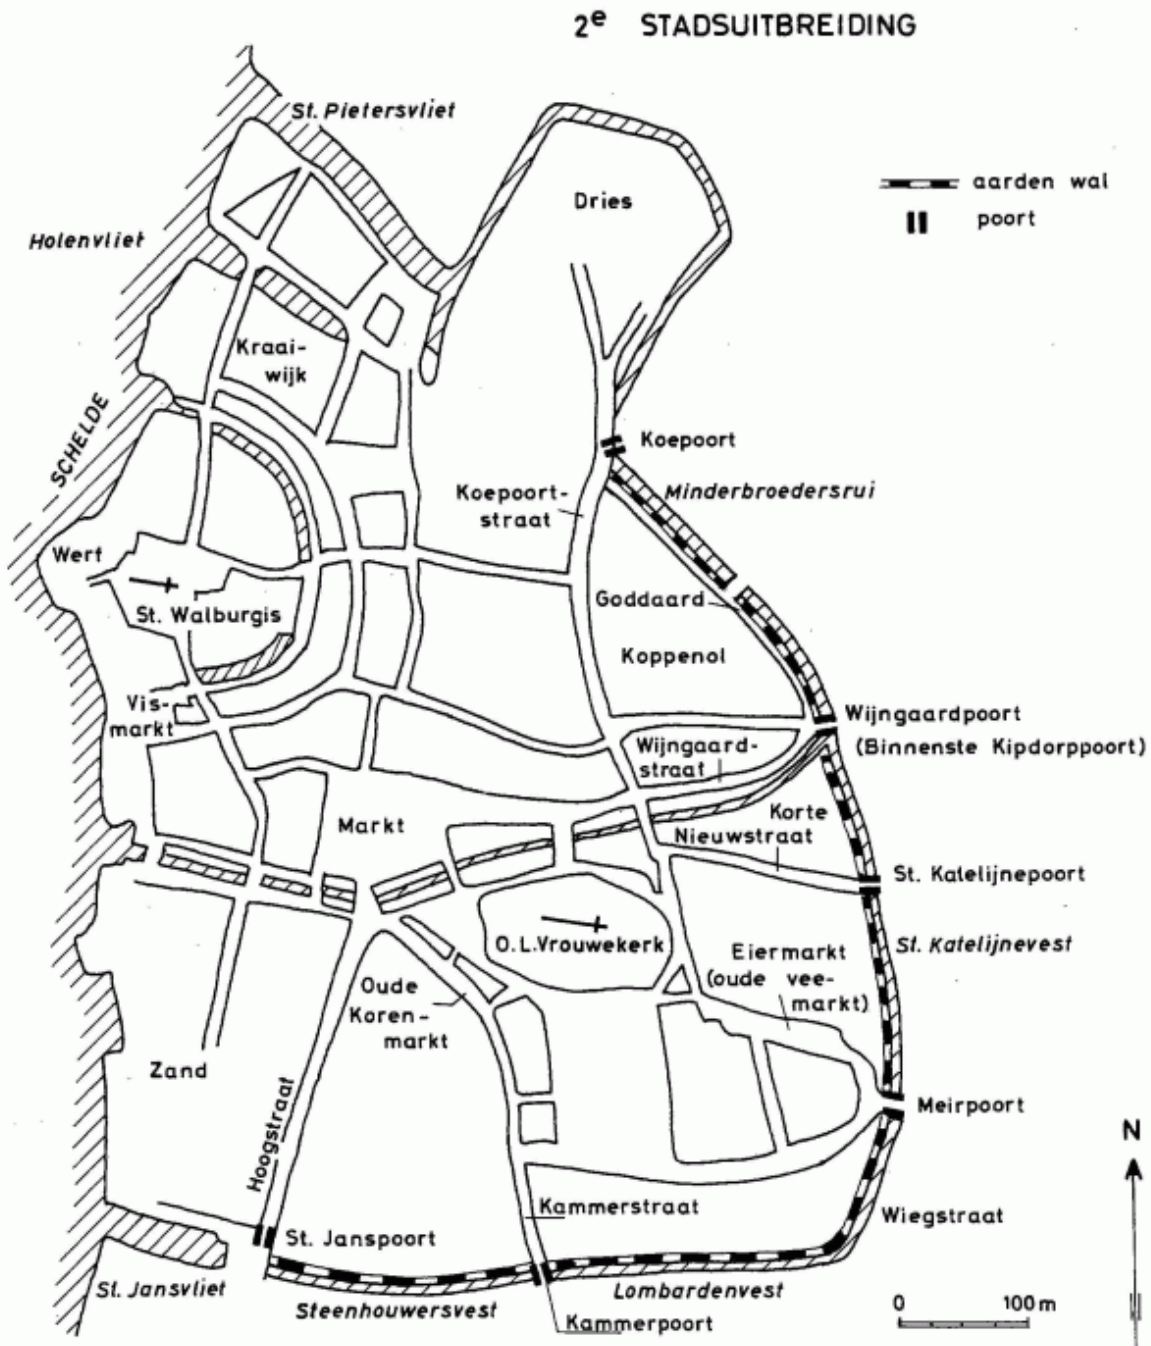 2e STADSUITBREIDING
St. Pietersvliet
aarden wal
Dries
poort
Holenvliet
Kraai-
wijk
SCHELDE
Koepoort
Koepoort-
straat
Minderbroedersrui
Werf
Goddaard
St. Walburgis
Koppenol
Vis-
markt
Wijngaardpoort
(Binnenste Kipdorppoort)
Wijngaard-
straat
Markt
Korte
Nieuwstraat
St. Katelijnepoort
O.L.Vrouwekerk
Eiermarkt
(oude vee-
markt)
St. Katelijnevest
Oude
Koren-
markt
Zand
Hoogstraat
Meirpoort
N
Kammerstraat
Wiegstraat
St. Janspoort
St. Jansvliet
Steenhouwersvest
Lombardenvest
Kammerpoort
0 100m